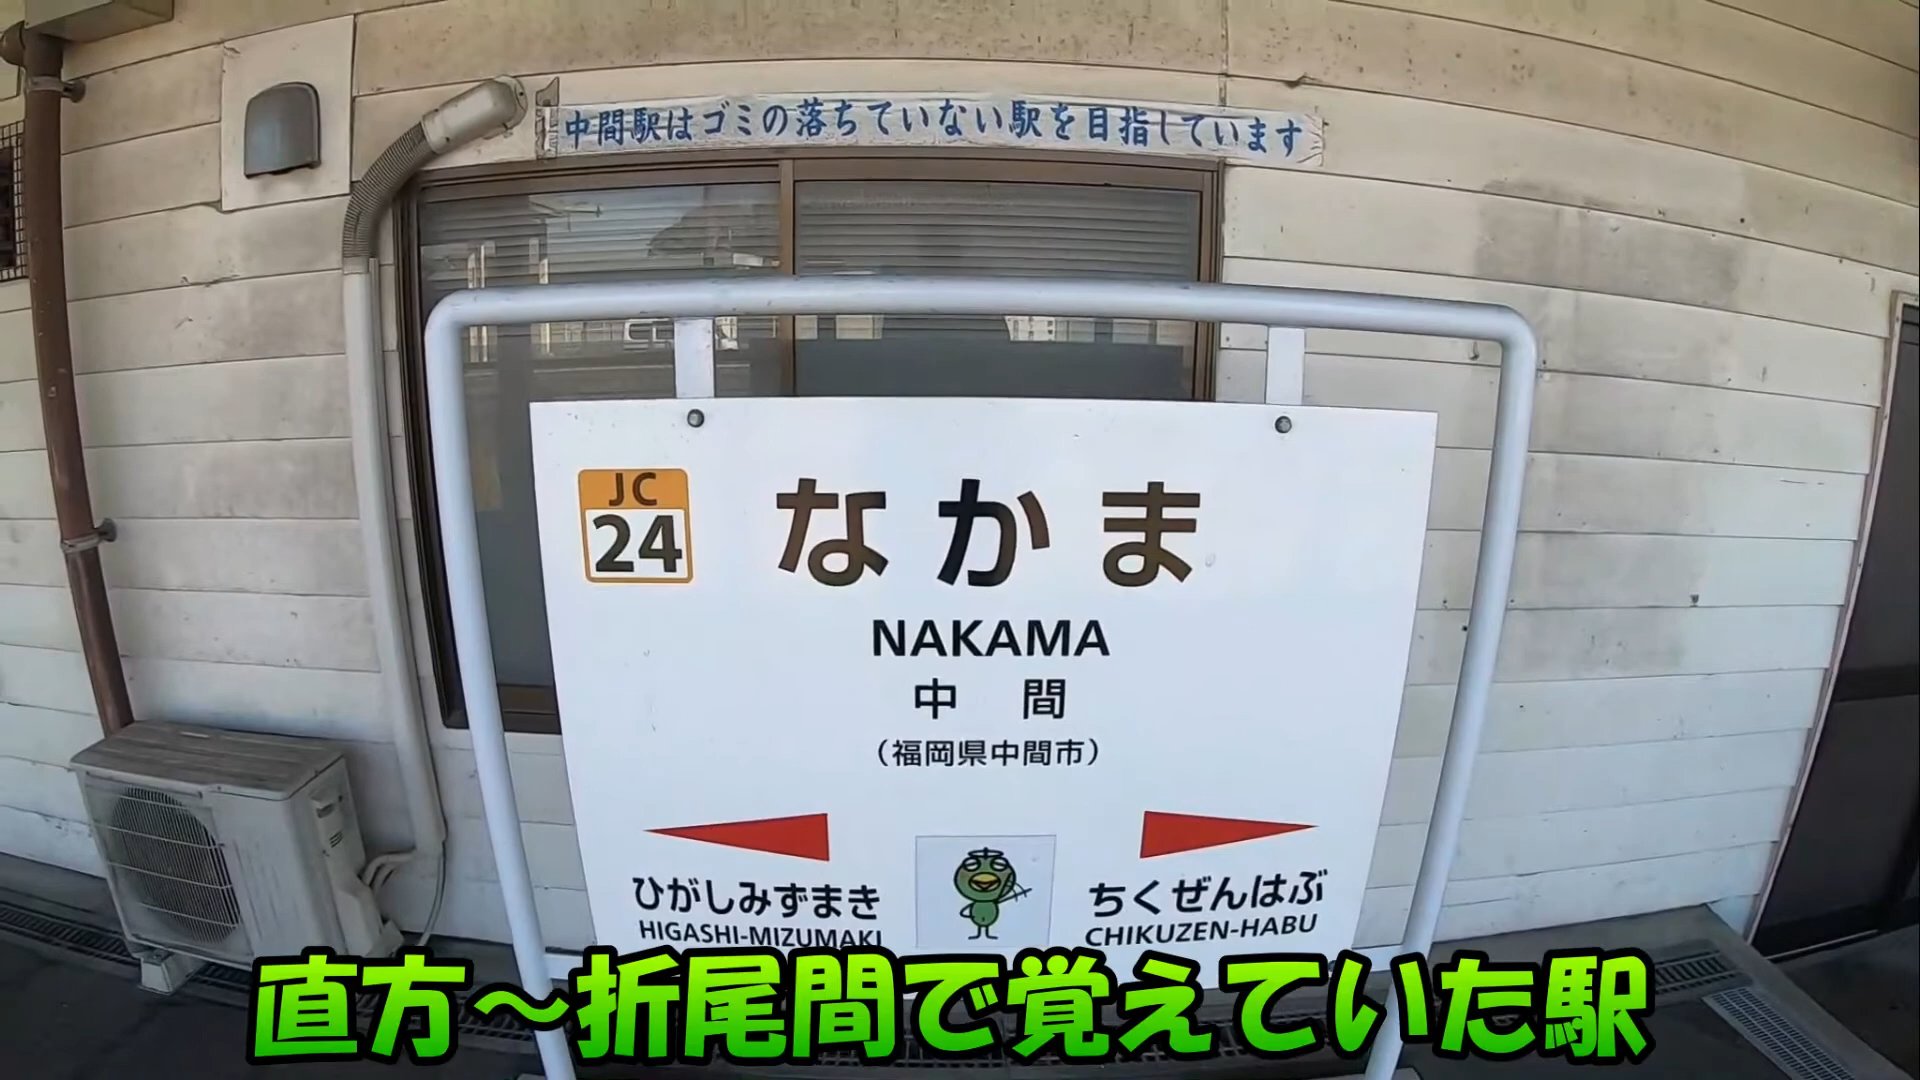 中間駅はゴミの落ちていない駅を目指しています
JC
24
なかま
NAKAMA
中間
(福岡県中間市)
ひがしみずまき
HIGASHI-MIZUMAKI
ちくぜんはぶ
CHIKUZEN-HABU
直方〜折尾間で覚えていた駅